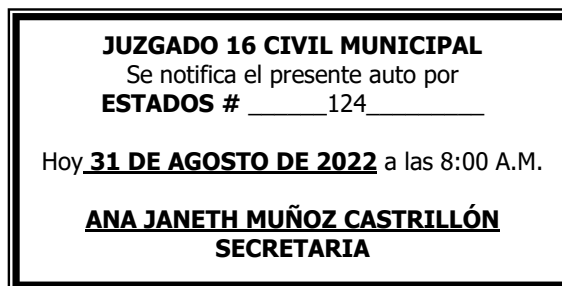 JUZGADO 16 CIVIL MUNICIPAL
Se notifica el presente auto por
ESTADOS # ______124_________
Hoy 31 DE AGOSTO DE 2022 a las 8:00 A.M.
ANA JANETH MUÑOZ CASTRILLÓN
SECRETARIA